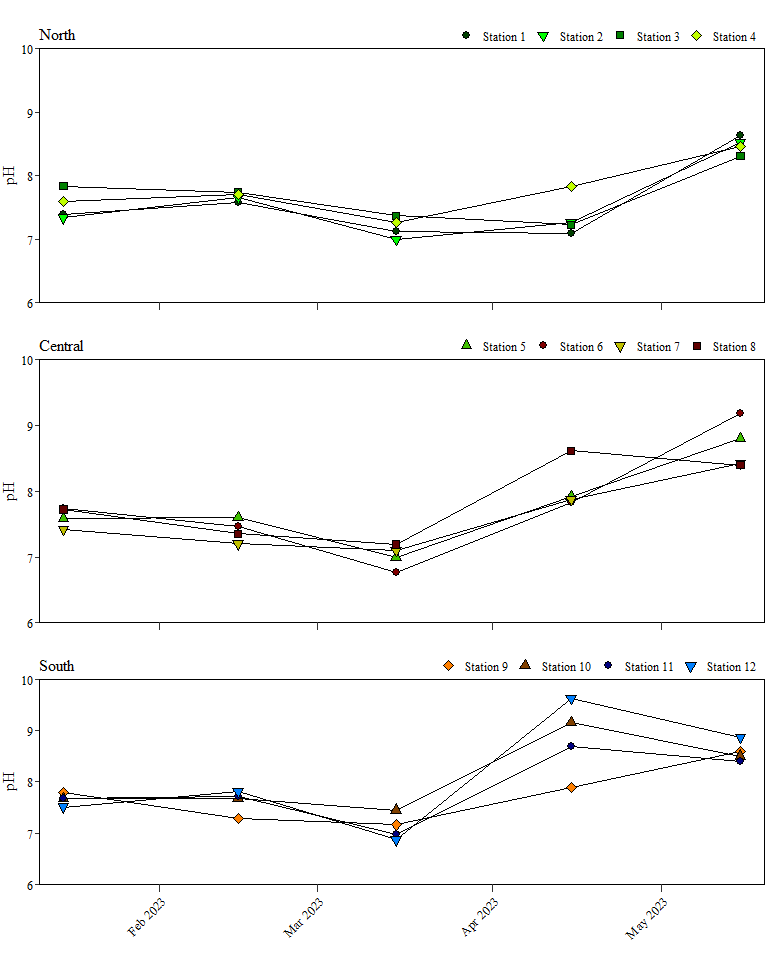 North Station 1 Station 2 Station 3 Station 4
10
9
8
7
6
pH
Central Station 5 Station 6 Station 7 Station 8
10
9
8
7
6
pH
South Station 9 Station 10 Station 11 Station 12
10
9
8
7
6
pH
Feb 2023 Mar 2023 Apr 2023 May 2023